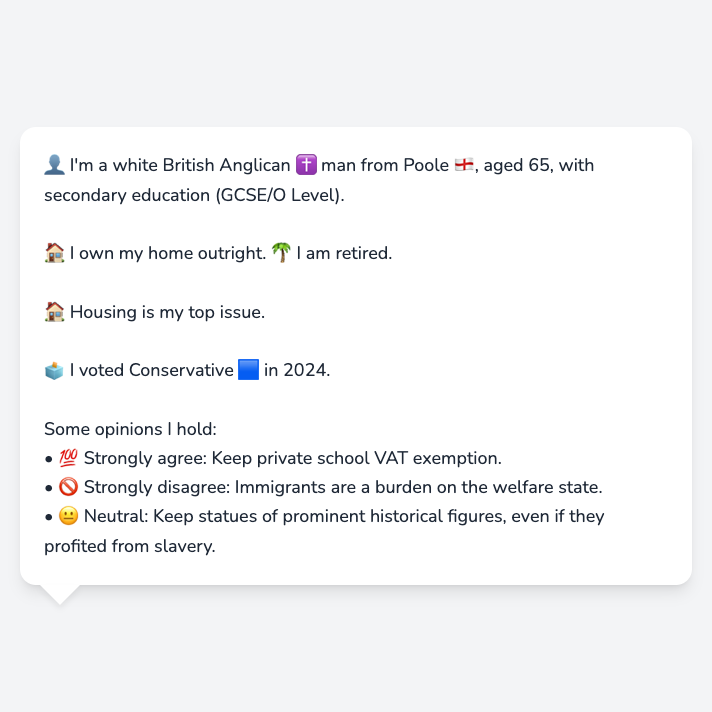 👤 I'm a white British Anglican ✝️ man from Poole 🏴󠁧󠁢󠁥󠁮󠁧󠁿, aged 65, with
secondary education (GCSE/O Level).
🏠 I own my home outright. 🌴 I am retired.
🏠 Housing is my top issue.
🗳️ I voted Conservative 🟦 in 2024.
Some opinions I hold:
• 💯 Strongly agree: Keep private school VAT exemption.
• 🚫 Strongly disagree: Immigrants are a burden on the welfare state.
• 😐 Neutral: Keep statues of prominent historical figures, even if they
profited from slavery.